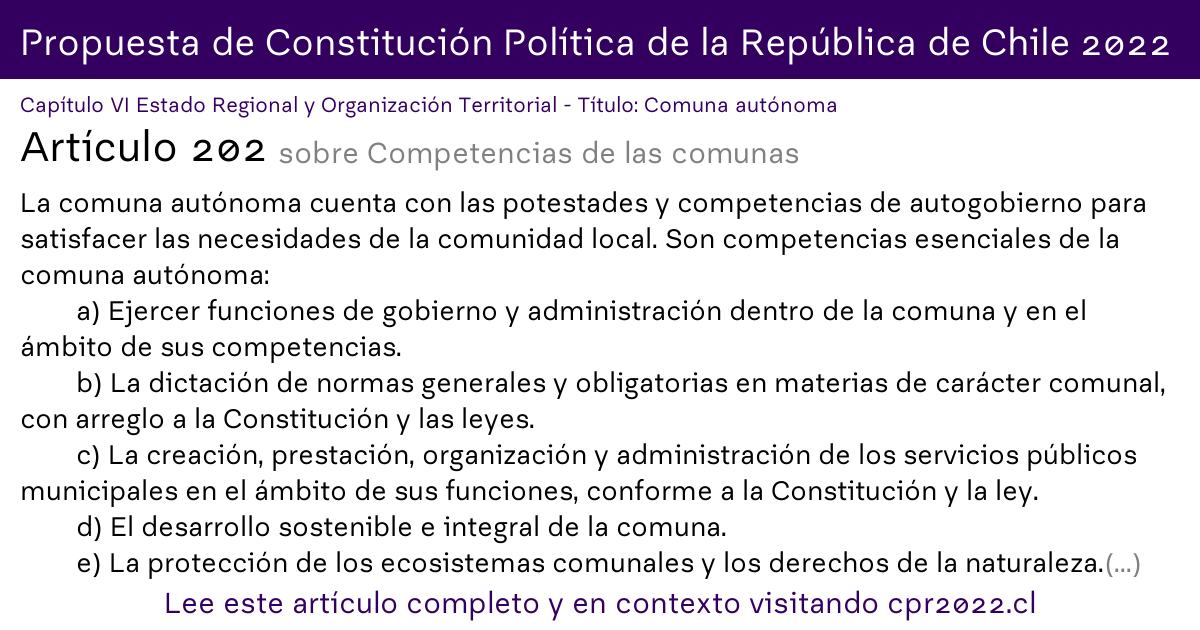 Propuesta de Constitución Política de la República de Chile 2022
Capítulo VI Estado Regional y Organización Territorial - Título: Comuna autónoma
Artículo 202 sobre Competencias de las comunas
La comuna autónoma cuenta con las potestades y competencias de autogobierno para
satisfacer las necesidades de la comunidad local. Son competencias esenciales de la
comuna autónoma:
a) Ejercer funciones de gobierno y administración dentro de la comuna y en el
ámbito de sus competencias.
b) La dictación de normas generales y obligatorias en materias de carácter comunal,
con arreglo a la Constitución y las leyes.
c) La creación, prestación, organización y administración de los servicios públicos
municipales en el ámbito de sus funciones, conforme a la Constitución y la ley.
d) El desarrollo sostenible e integral de la comuna.
e) La protección de los ecosistemas comunales y los derechos de la naturaleza.(...)
Lee este artículo completo y en contexto visitando cpr2022.cl